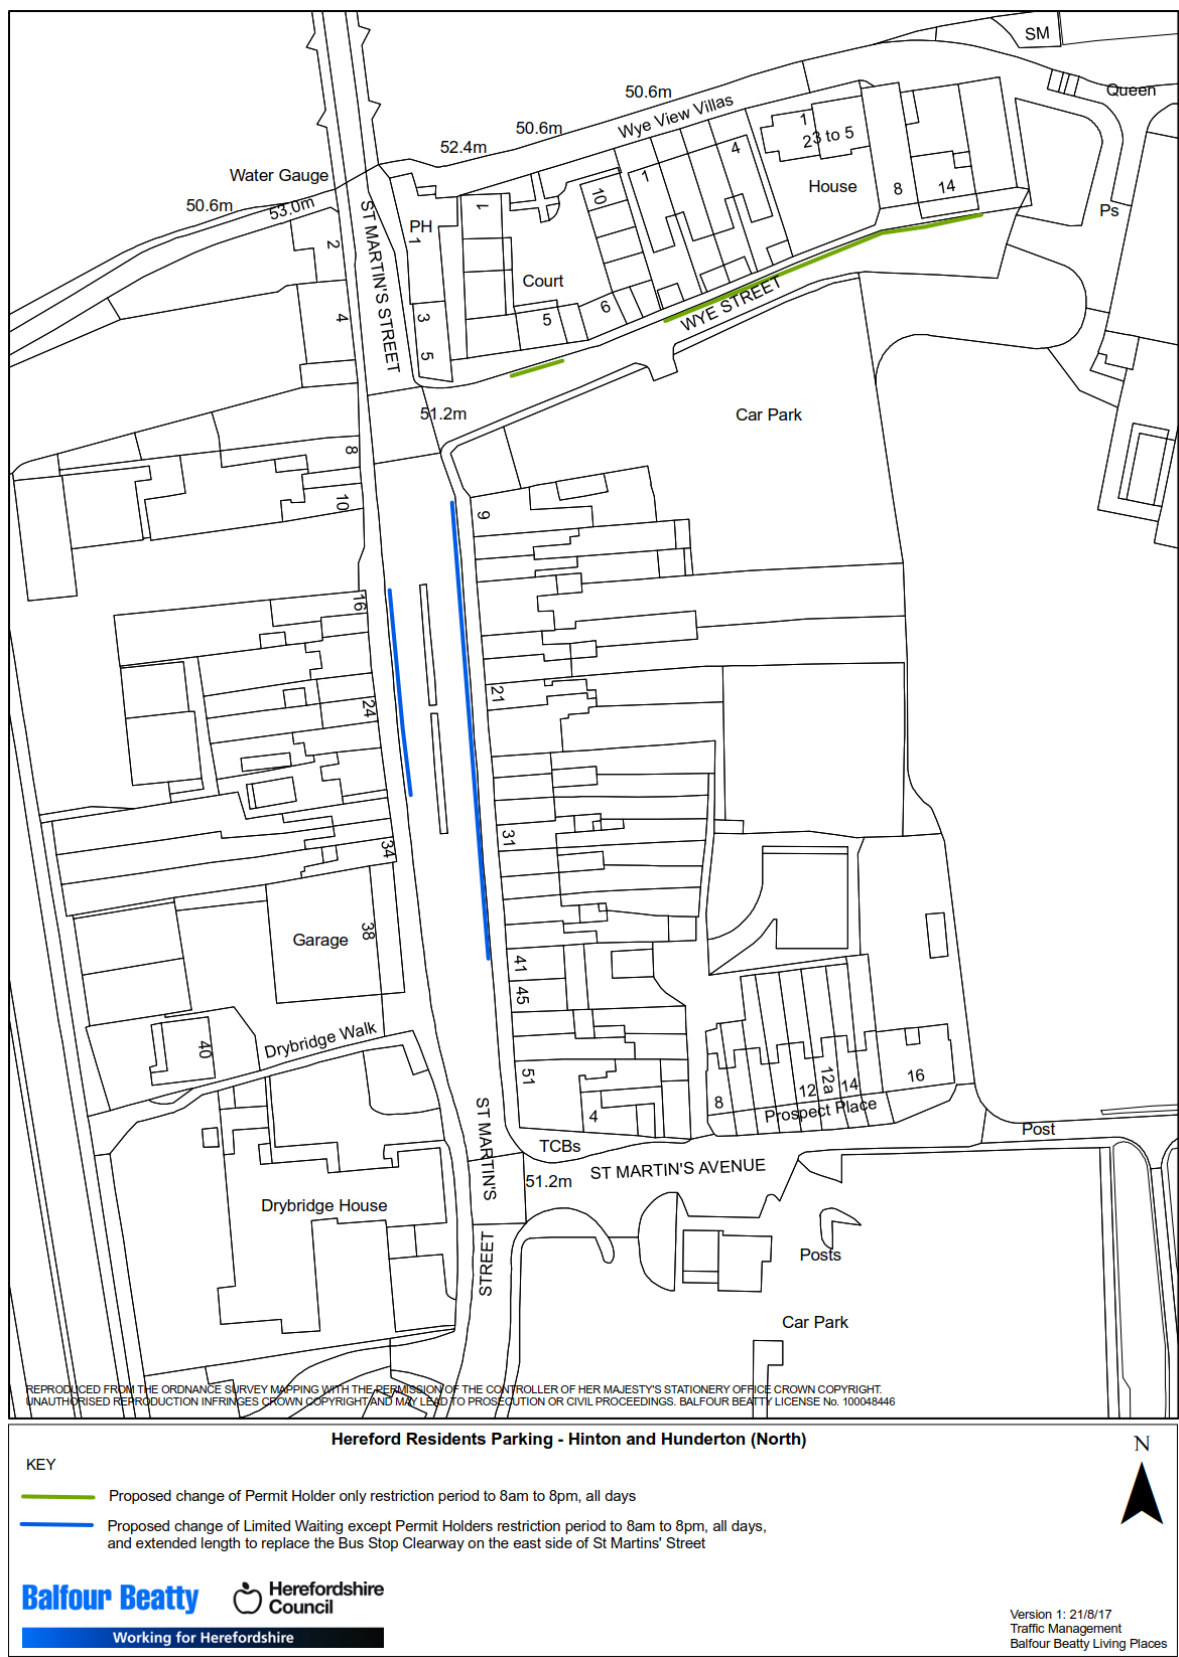 SM
Queen
50.6m
Wye View Villas
50.6m
52.4m
1
23 to 5
4
House
8
14
Ps
Water Gauge
50.6m
53.0m
ST MARTIN'S STREET
PH
1
1
10
1
2
Court
4
3
5
5
6
WYE STREET
51.2m
Car Park
8
10
9
16
21
24
31
34
38
Garage
41
45
Drybridge Walk
40
51
4
8
12
12a
14
16
Prospect Place
Post
TCBs
ST MARTIN'S AVENUE
51.2m
ST MARTIN'S
STREET
Drybridge House
Posts
Car Park
REPRODUCED FROM THE ORDNANCE SURVEY MAPPING WITH THE PERMISSION OF THE CONTROLLER OF HER MAJESTY'S STATIONERY OFFICE CROWN COPYRIGHT.
UNAUTHORISED REPRODUCTION INFRINGES CROWN COPYRIGHT AND MAY LEAD TO PROSECUTION OR CIVIL PROCEEDINGS. BALFOUR BEATTY LICENSE No. 100048446
Hereford Residents Parking - Hinton and Hunderton (North)
N
KEY
Proposed change of Permit Holder only restriction period to 8am to 8pm, all days
Proposed change of Limited Waiting except Permit Holders restriction period to 8am to 8pm, all days,
and extended length to replace the Bus Stop Clearway on the east side of St Martins' Street
Balfour Beatty
Herefordshire
Council
Working for Herefordshire
Version 1: 21/8/17
Traffic Management
Balfour Beatty Living Places